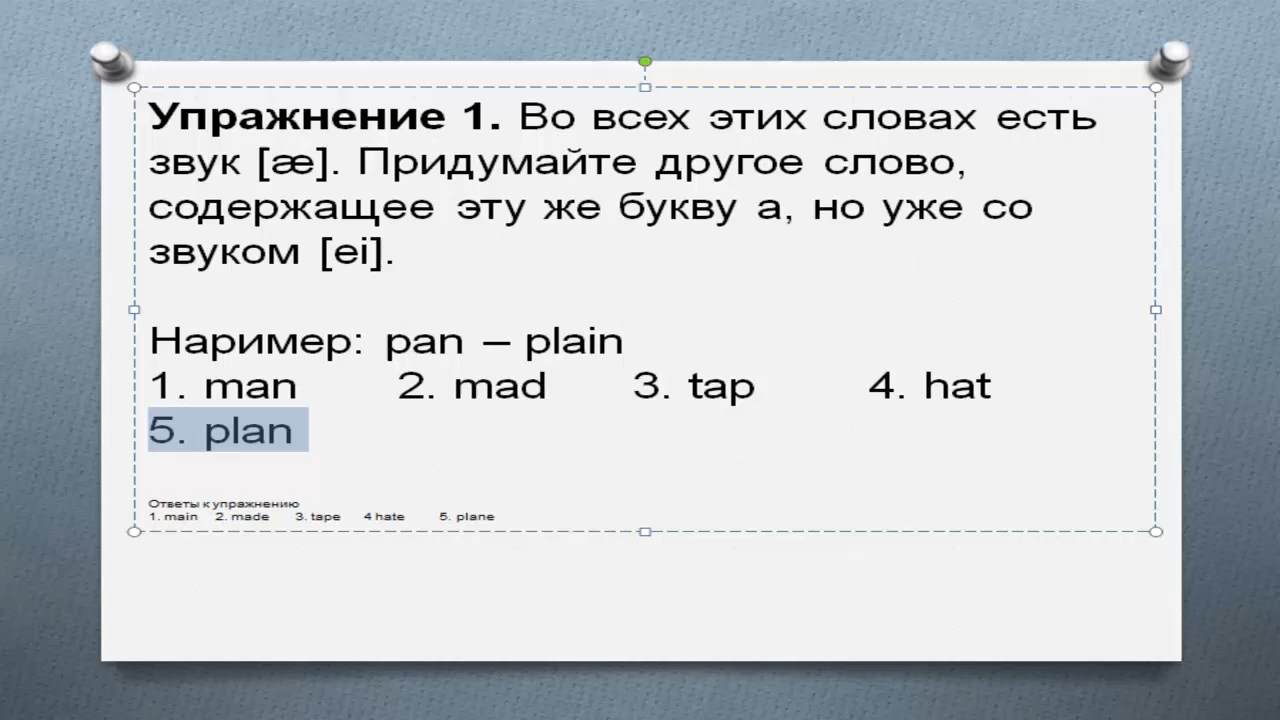 Упражнение 1. Во всех этих словах есть
звук [æ]. Придумайте другое слово,
содержащее эту же букву а, но уже со
звуком [ei].
Наример: pan – plain
1. man 2. mad 3. tap 4. hat
5. plan
Ответы к упражнению
1. main 2. made 3. tape 4 hate 5. plane